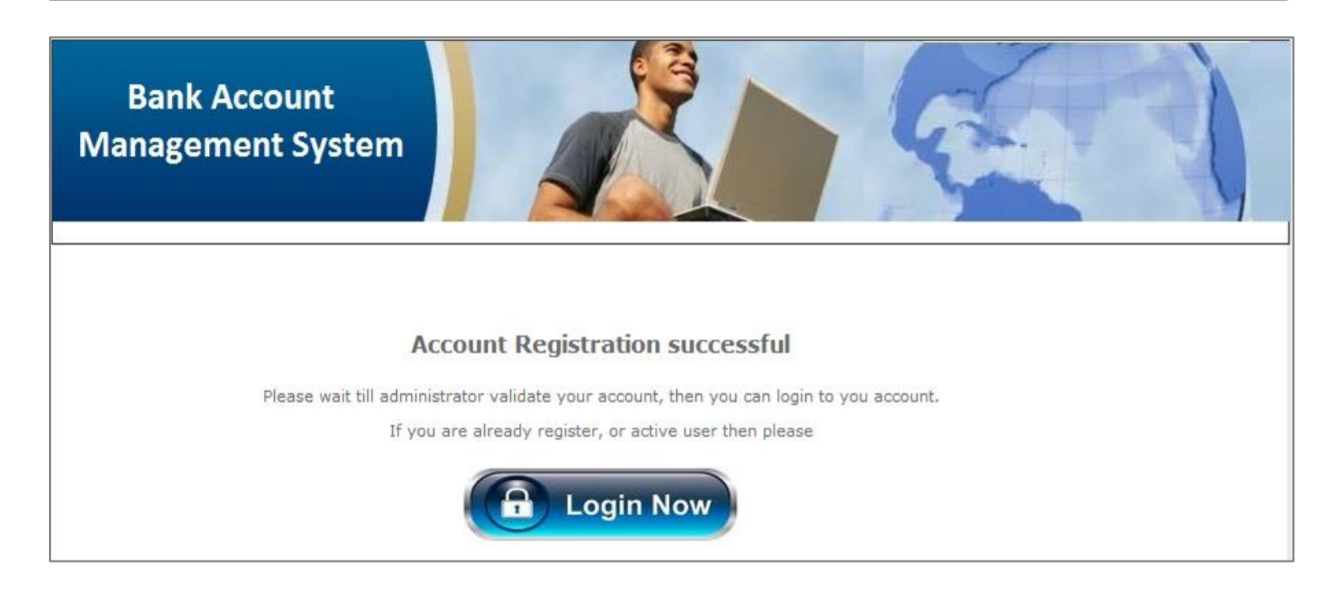 Bank Account
Management System
Account Registration successful
Please wait till administrator validate your account, then you can login to you account.
If you are already register, or active user then please
Login Now